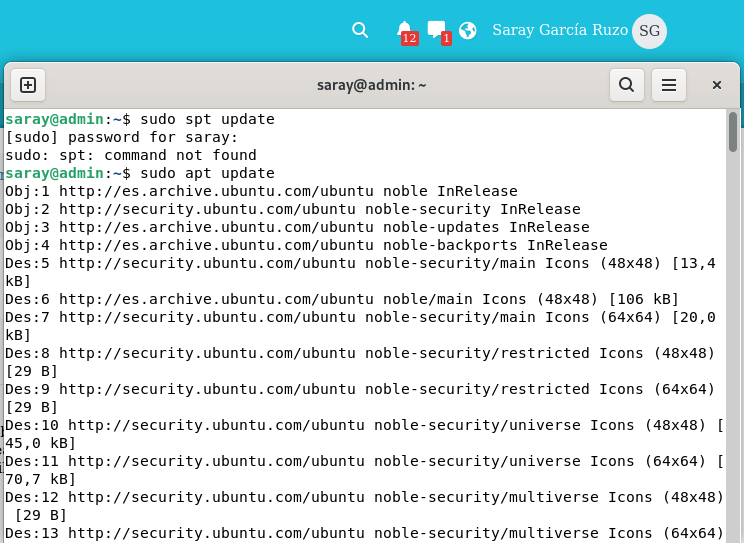 12
1
Saray García Ruzo
SG
saray@admin: ~
saray@admin:~$ sudo spt update
[sudo] password for saray:
sudo: spt: command not found
saray@admin:~$ sudo apt update
Obj:1 http://es.archive.ubuntu.com/ubuntu noble InRelease
Obj:2 http://security.ubuntu.com/ubuntu noble-security InRelease
Obj:3 http://es.archive.ubuntu.com/ubuntu noble-updates InRelease
Obj:4 http://es.archive.ubuntu.com/ubuntu noble-backports InRelease
Des:5 http://security.ubuntu.com/ubuntu noble-security/main Icons (48x48) [13,4
kB]
Des:6 http://es.archive.ubuntu.com/ubuntu noble/main Icons (48x48) [106 kB]
Des:7 http://security.ubuntu.com/ubuntu noble-security/main Icons (64x64) [20,0
kB]
Des:8 http://security.ubuntu.com/ubuntu noble-security/restricted Icons (48x48)
[29 B]
Des:9 http://security.ubuntu.com/ubuntu noble-security/restricted Icons (64x64)
[29 B]
Des:10 http://security.ubuntu.com/ubuntu noble-security/universe Icons (48x48) [
45,0 kB]
Des:11 http://security.ubuntu.com/ubuntu noble-security/universe Icons (64x64) [
70,7 kB]
Des:12 http://security.ubuntu.com/ubuntu noble-security/multiverse Icons (48x48)
 [29 B]
Des:13 http://security.ubuntu.com/ubuntu noble-security/multiverse Icons (64x64)